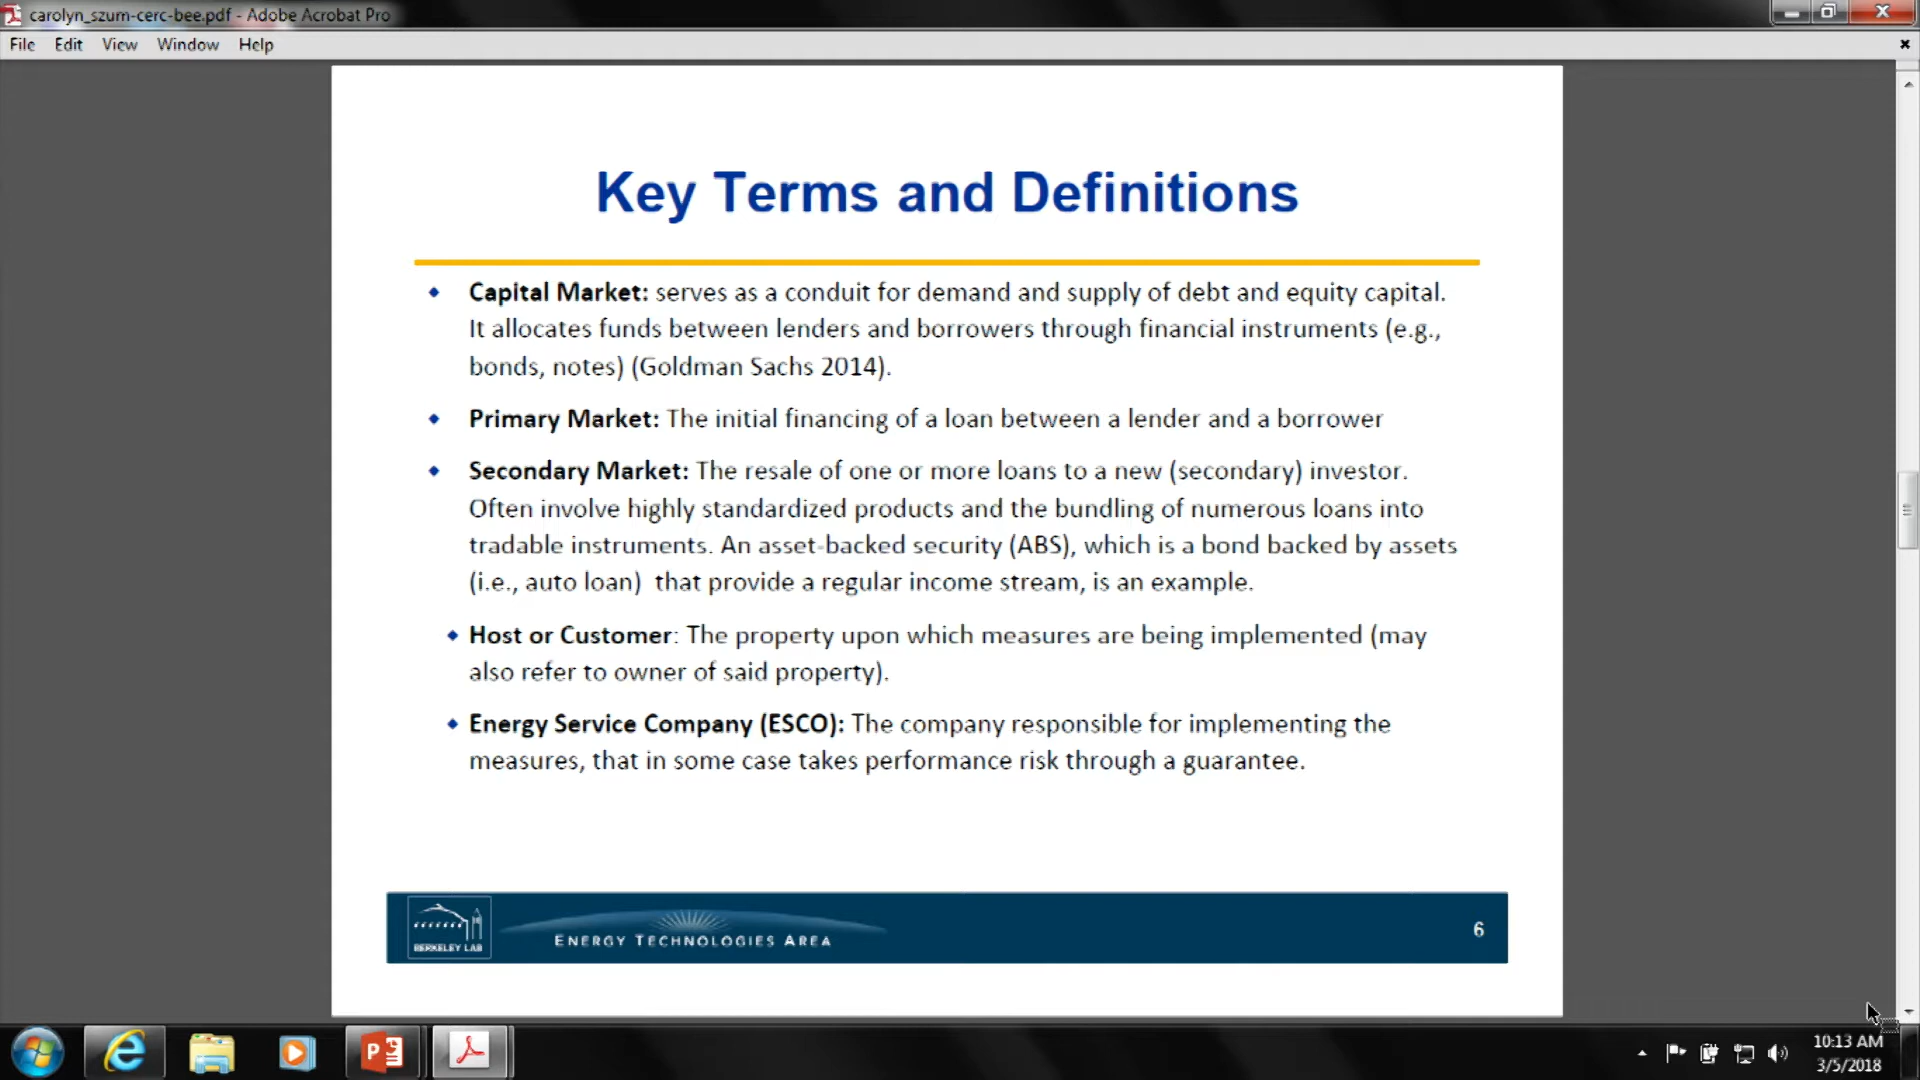 carolyn_szum-cerc-bee.pdf - Adobe Acrobat Pro
File Edit View Window Help
Key Terms and Definitions
Capital Market: serves as a conduit for demand and supply of debt and equity capital.
It allocates funds between lenders and borrowers through financial instruments (e.g.,
bonds, notes) (Goldman Sachs 2014).
Primary Market: The initial financing of a loan between a lender and a borrower
Secondary Market: The resale of one or more loans to a new (secondary) investor.
Often involve highly standardized products and the bundling of numerous loans into
tradable instruments. An asset-backed security (ABS), which is a bond backed by assets
(i.e., auto loan) that provide a regular income stream, is an example.
Host or Customer: The property upon which measures are being implemented (may
also refer to owner of said property).
Energy Service Company (ESCO): The company responsible for implementing the
measures, that in some case takes performance risk through a guarantee.
BERKELEY LAB
ENERGY TECHNOLOGIES AREA
6
10:13 AM
3/5/2018